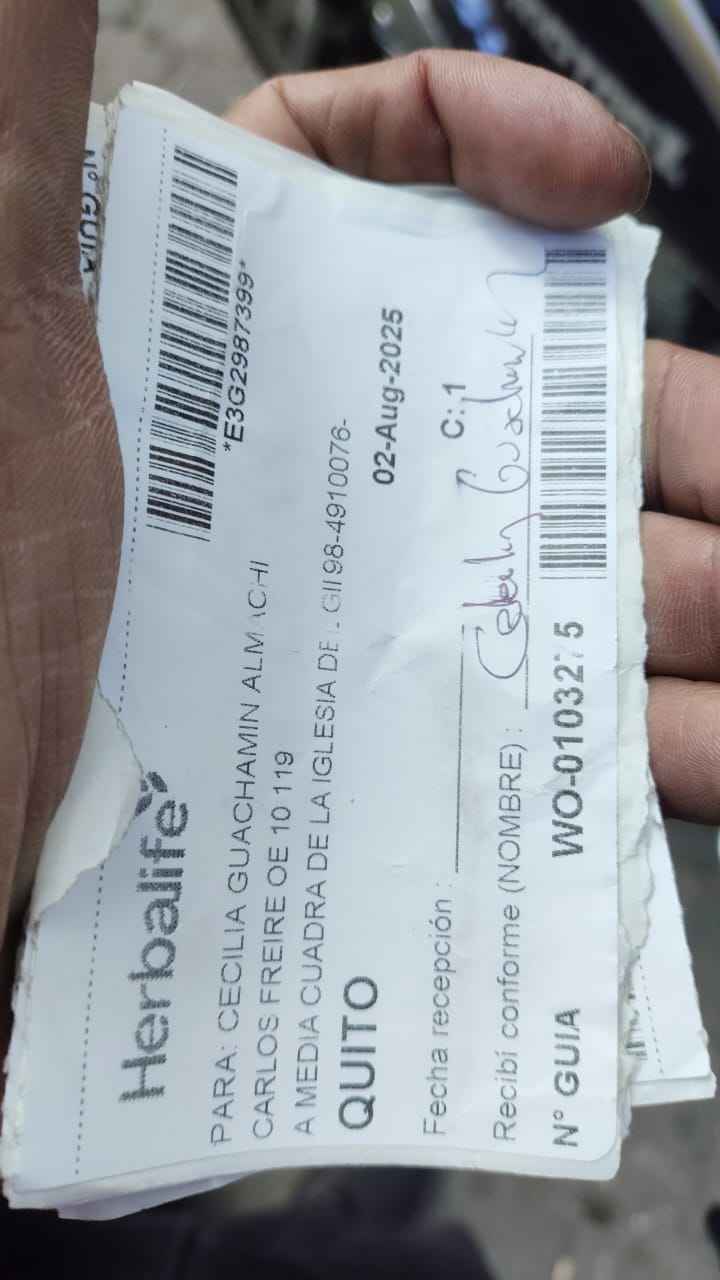 Herbalife
*E3G2987399*
PARA: CECILIA GUACHAMIN
CARLOS FREIRE OE 10 119
A MEDIA CUADRA DE LA IGLESIA 98-4910076-
QUITO
02-Aug-2025
Fecha recepción :
C: 1
Recibí conforme (NOMBRE) :
N° GUIA
N° GUIA